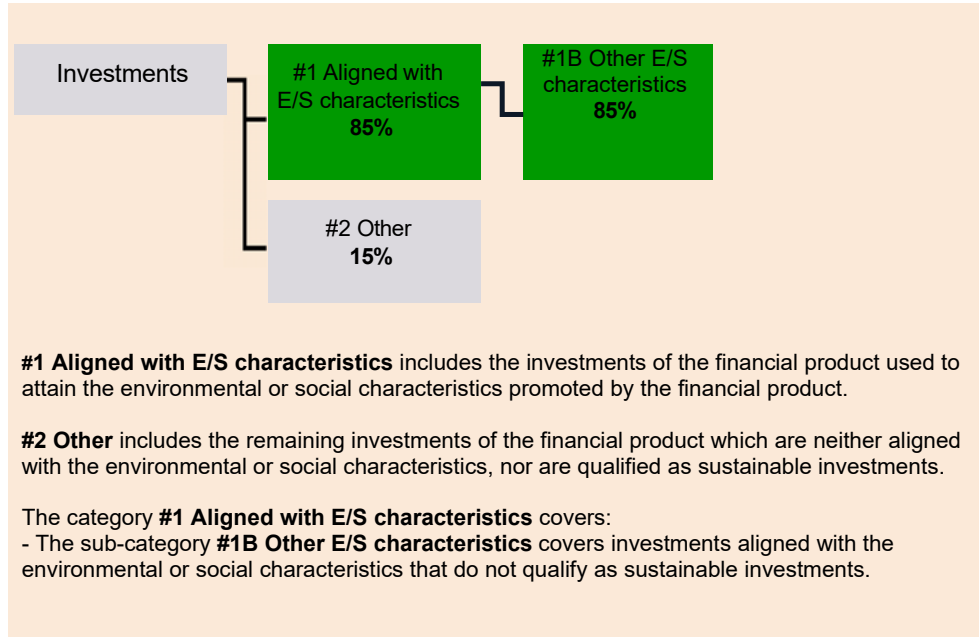 Investments
#1 Aligned with
E/S characteristics
85%
#1B Other E/S
characteristics
85%
#2 Other
15%
#1 Aligned with E/S characteristics includes the investments of the financial product used to
attain the environmental or social characteristics promoted by the financial product.
#2 Other includes the remaining investments of the financial product which are neither aligned
with the environmental or social characteristics, nor are qualified as sustainable investments.
The category #1 Aligned with E/S characteristics covers:
- The sub-category #1B Other E/S characteristics covers investments aligned with the
environmental or social characteristics that do not qualify as sustainable investments.